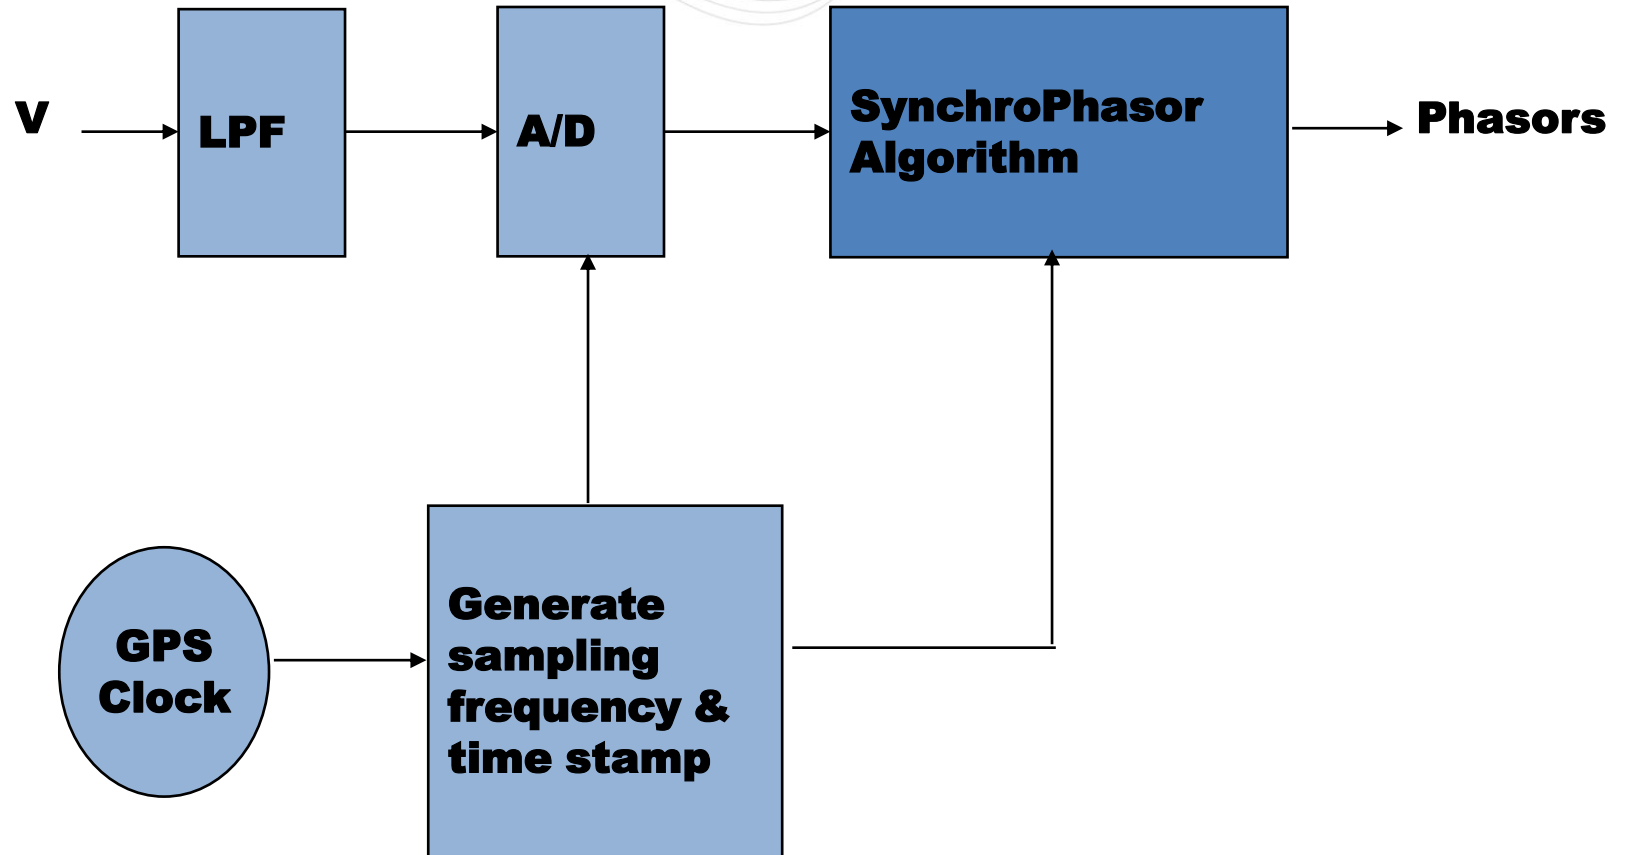 V
LPF
A/D
SynchroPhasor
Algorithm
Phasors
GPS
Clock
Generate
sampling
frequency &
time stamp